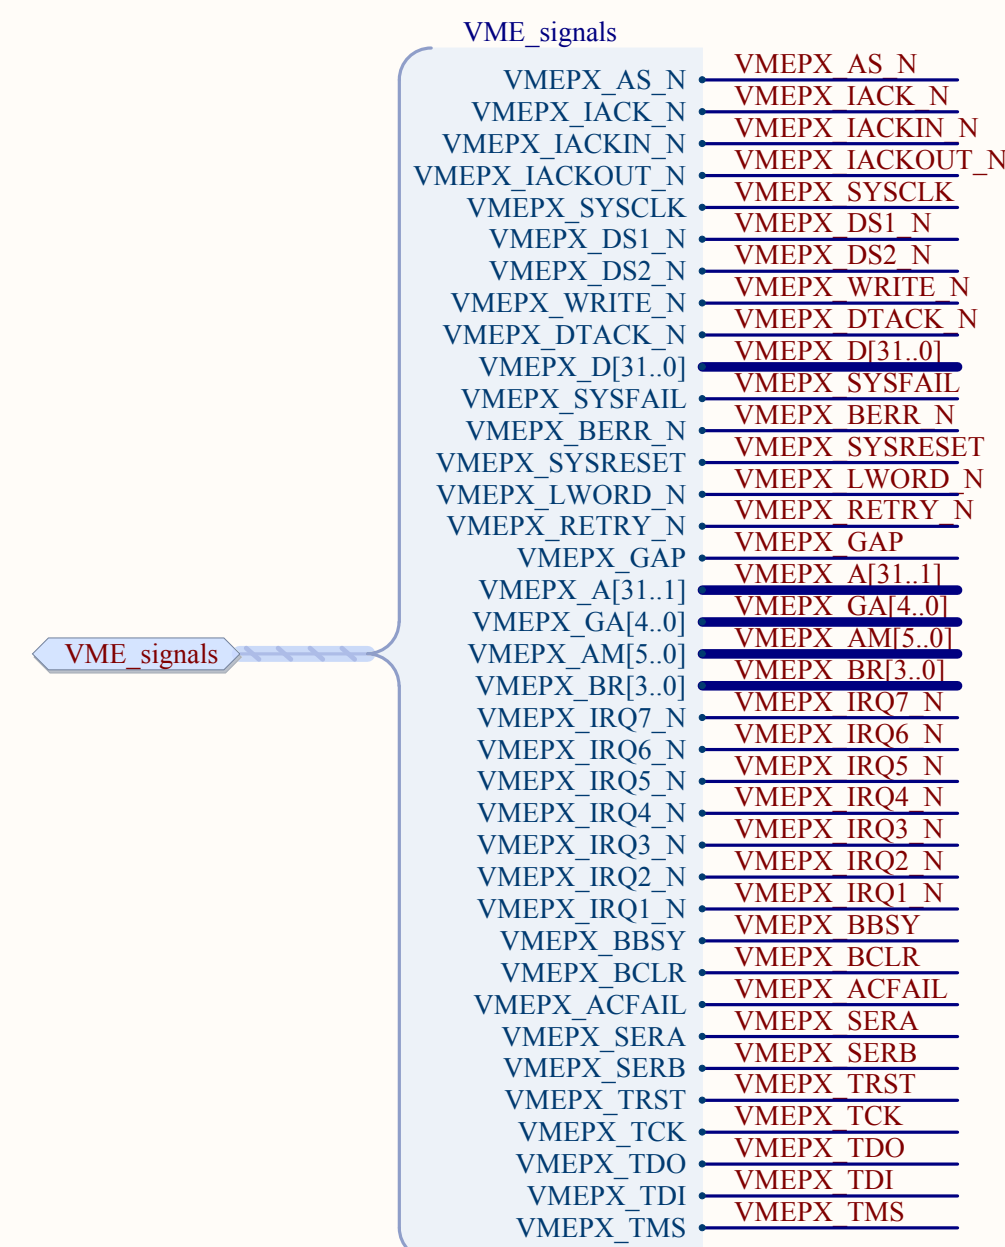 VME_signals
VMEPX_AS_N VMEPX_AS_N
VMEPX_IACK_N VMEPX_IACK_N
VMEPX_IACKIN_N VMEPX_IACKIN_N
VMEPX_IACKOUT_N VMEPX_IACKOUT_N
VMEPX_SYSCLK VMEPX_SYSCLK
VMEPX_DS1_N VMEPX_DS1_N
VMEPX_DS2_N VMEPX_DS2_N
VMEPX_WRITE_N VMEPX_WRITE_N
VMEPX_DTACK_N VMEPX_DTACK_N
VMEPX_D[31..0] VMEPX_D[31..0]
VMEPX_SYSFAIL VMEPX_SYSFAIL
VMEPX_BERR_N VMEPX_BERR_N
VMEPX_SYSRESET VMEPX_SYSRESET
VMEPX_LWORD_N VMEPX_LWORD_N
VMEPX_RETRY_N VMEPX_RETRY_N
VMEPX_GAP VMEPX_GAP
VMEPX_A[31..1] VMEPX_A[31..1]
VMEPX_GA[4..0] VMEPX_GA[4..0]
VME_signals VMEPX_AM[5..0] VMEPX_AM[5..0]
VMEPX_BR[3..0] VMEPX_BR[3..0]
VMEPX_IRQ7_N VMEPX_IRQ7_N
VMEPX_IRQ6_N VMEPX_IRQ6_N
VMEPX_IRQ5_N VMEPX_IRQ5_N
VMEPX_IRQ4_N VMEPX_IRQ4_N
VMEPX_IRQ3_N VMEPX_IRQ3_N
VMEPX_IRQ2_N VMEPX_IRQ2_N
VMEPX_IRQ1_N VMEPX_IRQ1_N
VMEPX_BBSY VMEPX_BBSY
VMEPX_BCLR VMEPX_BCLR
VMEPX_ACFAIL VMEPX_ACFAIL
VMEPX_SERA VMEPX_SERA
VMEPX_SERB VMEPX_SERB
VMEPX_TRST VMEPX_TRST
VMEPX_TCK VMEPX_TCK
VMEPX_TDO VMEPX_TDO
VMEPX_TDI VMEPX_TDI
VMEPX_TMS VMEPX_TMS